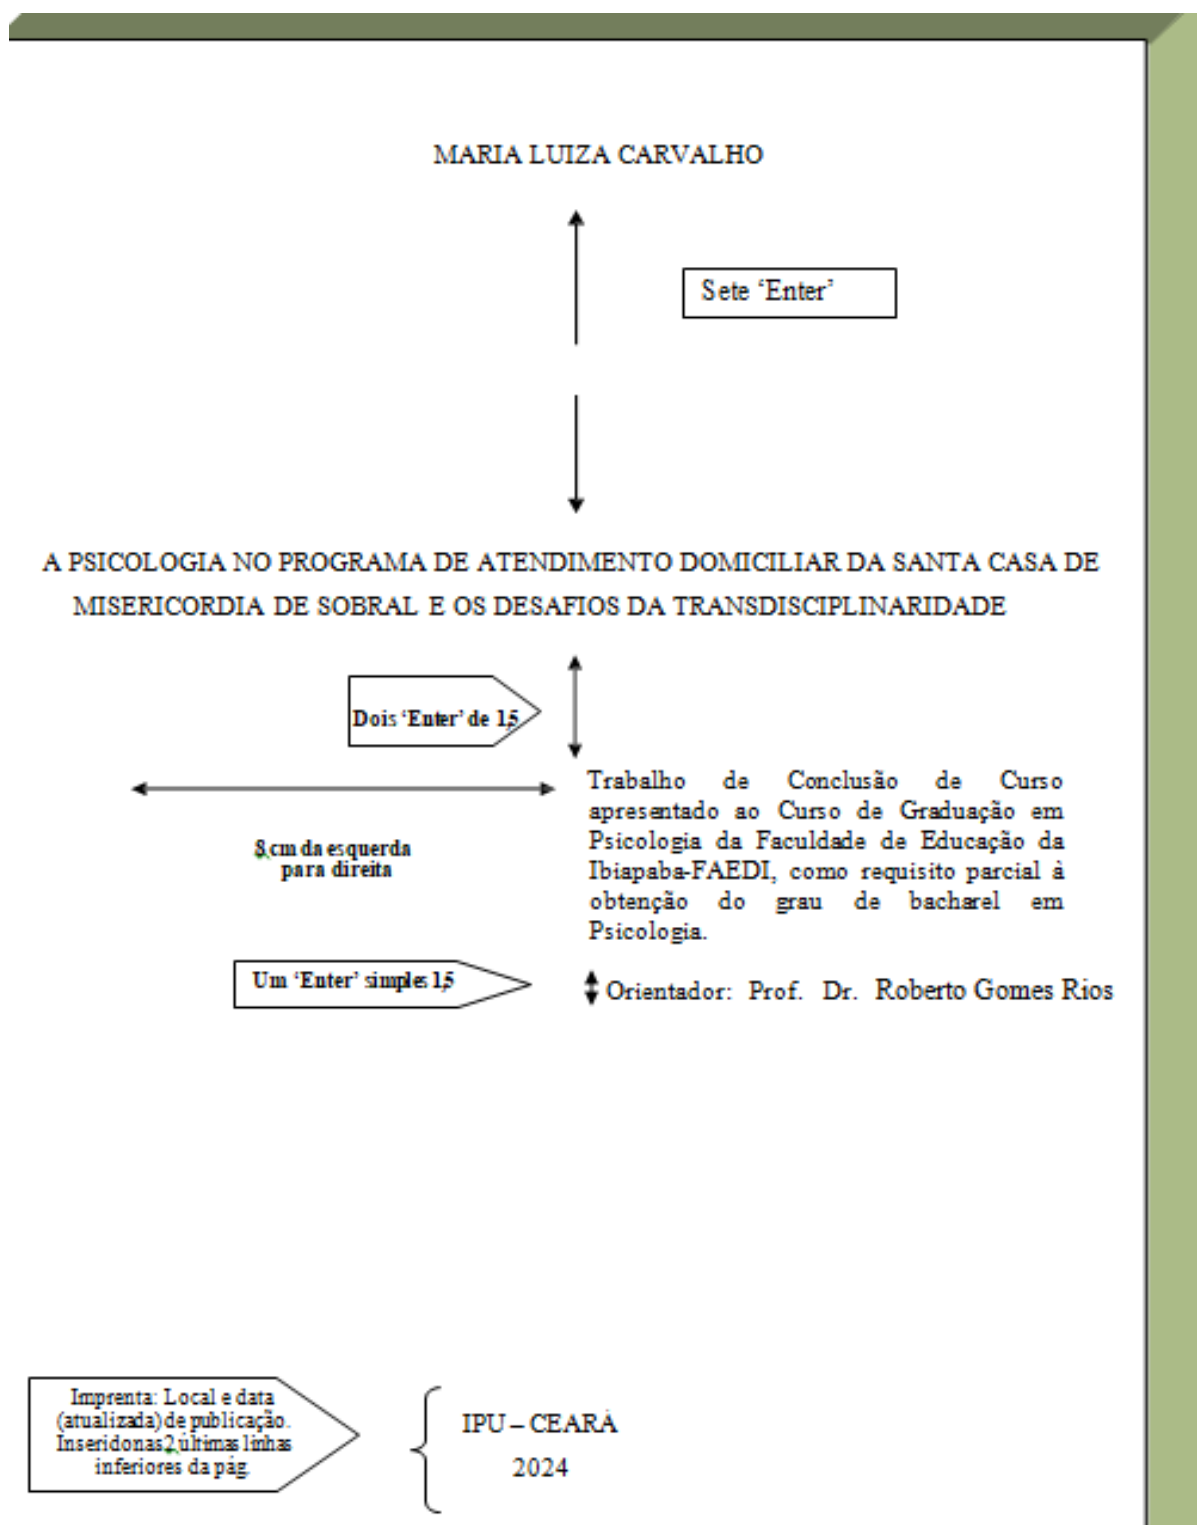 MARIA LUIZA CARVALHO
Sete ‘Enter’
A PSICOLOGIA NO PROGRAMA DE ATENDIMENTO DOMICILIAR DA SANTA CASA DE
MISERICORDIA DE SOBRAL E OS DESAFIOS DA TRANSDISCIPLINARIDADE
Dois ‘Enter’ de 1,5
Trabalho de Conclusão de Curso
apresentado ao Curso de Graduação em
Psicologia da Faculdade de Educação da
Ibiapaba-FAEDI, como requisito parcial à
obtenção do grau de bacharel em
Psicologia.
8 cm da esquerda
para direita
Um ‘Enter’ simples 1,5
Orientador: Prof. Dr. Roberto Gomes Rios
Imprenta: Local e data
(atualizada) de publicação.
Inserido nas 2 últimas linhas
inferiores da pág.
IPU – CEARÁ
2024